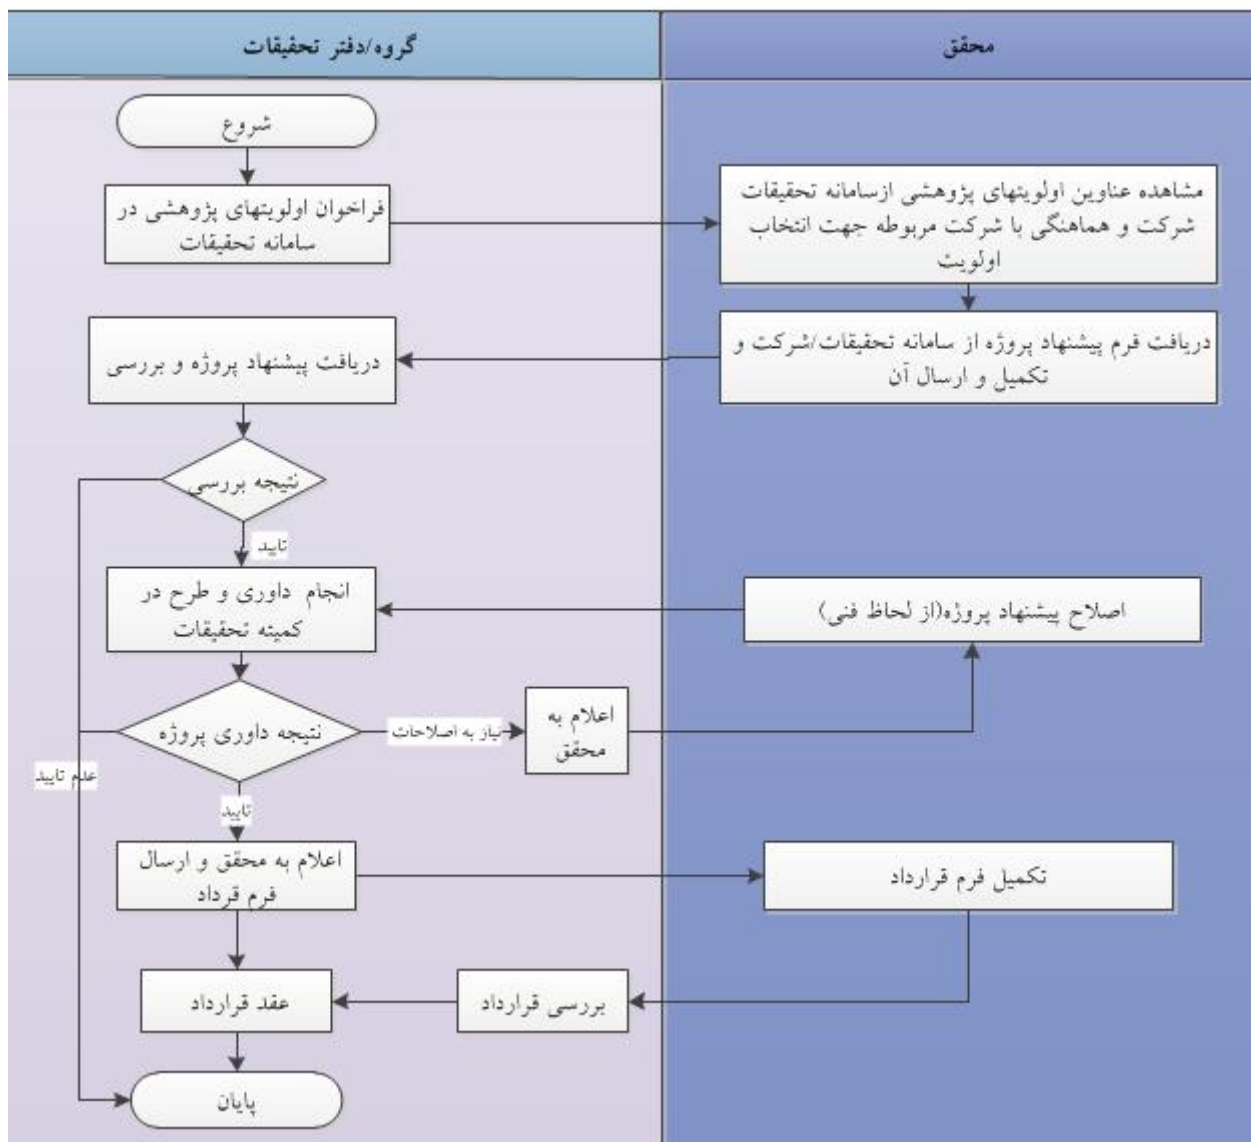 محقق
گروه/دفتر تحقیقات
شروع
فراخوان اولویتهای پژوهشی در
سامانه تحقیقات
مشاهده عناوین اولویتهای پژوهشی ازسامانه تحقیقات
شرکت و هماهنگی با شرکت مربوطه جهت انتخاب
اولویت
دریافت فرم پیشنهاد پروژه از سامانه تحقیقات/شرکت و
تکمیل و ارسال آن
دریافت پیشنهاد پروژه و بررسی
نتیجه بررسی
تایید
انجام داوری و طرح در
کمیته تحقیقات
اصلاح پیشنهاد پروژه(از لحاظ فنی)
نتیجه داوری پروژه
نیاز به اصلاحات
اعلام به
محقق
عدم تایید
تایید
اعلام به محقق و ارسال
فرم قرداد
تکمیل فرم قرارداد
بررسی قرارداد
عقد قرارداد
پایان